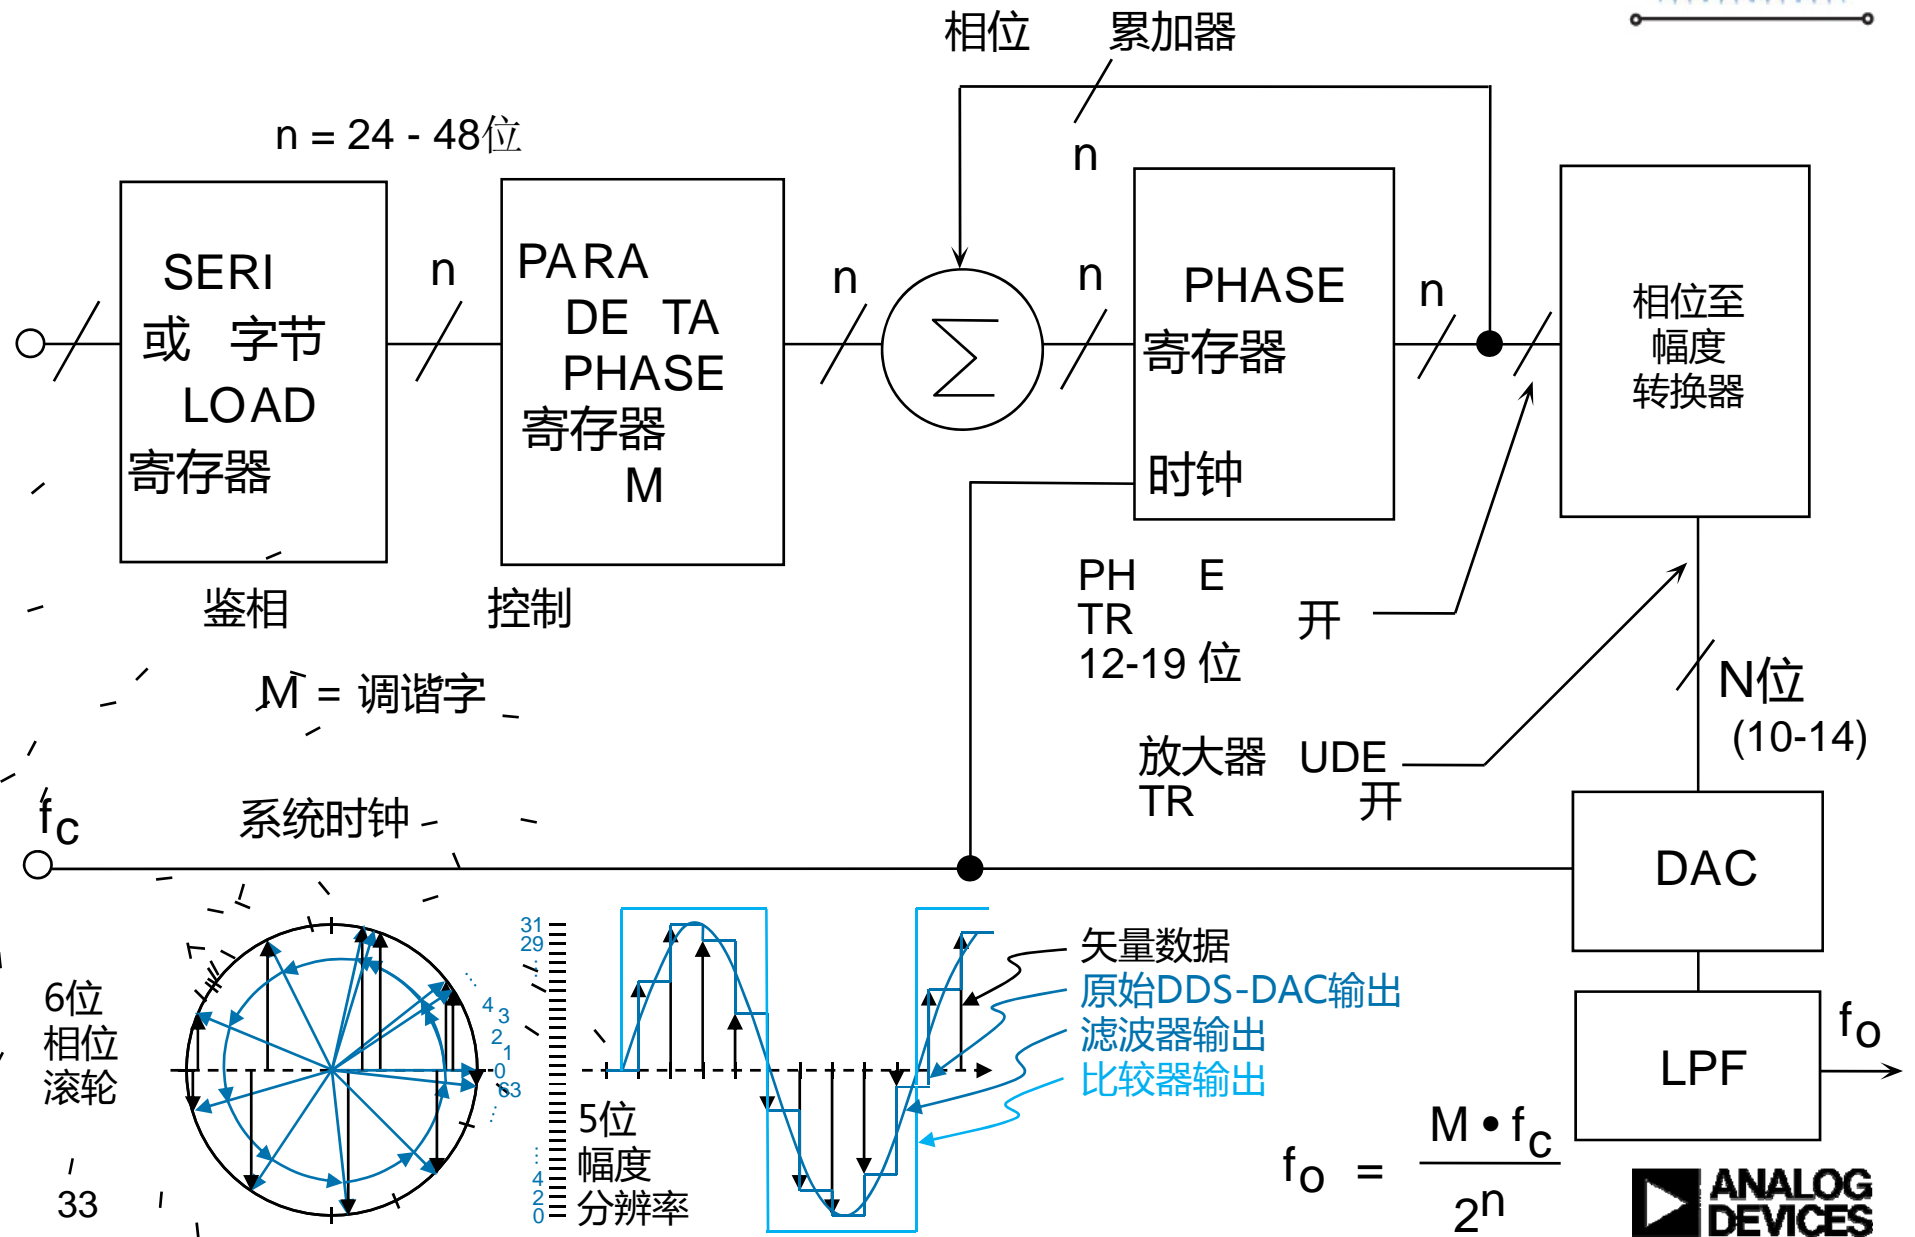 相位 累加器
n = 24 - 48位
n
SERI
或 字节
LOAD
寄存器
n
PARA
DE TA
PHASE
寄存器
M
n
Σ
n
PHASE
寄存器
时钟
n
相位至
幅度
转换器
鉴相 控制
PH E
TR 开
12-19 位
M = 调谐字
N位
(10-14)
放大器 UDE
TR 开
fc
系统时钟
DAC
6位
相位
滚轮
4
3
2
1
0
63
31
29
4
2
0
5位
幅度
分辨率
矢量数据
原始DDS-DAC输出
滤波器输出
比较器输出
LPF
fo
fo = M • fc
2n
33
ANALOG
DEVICES